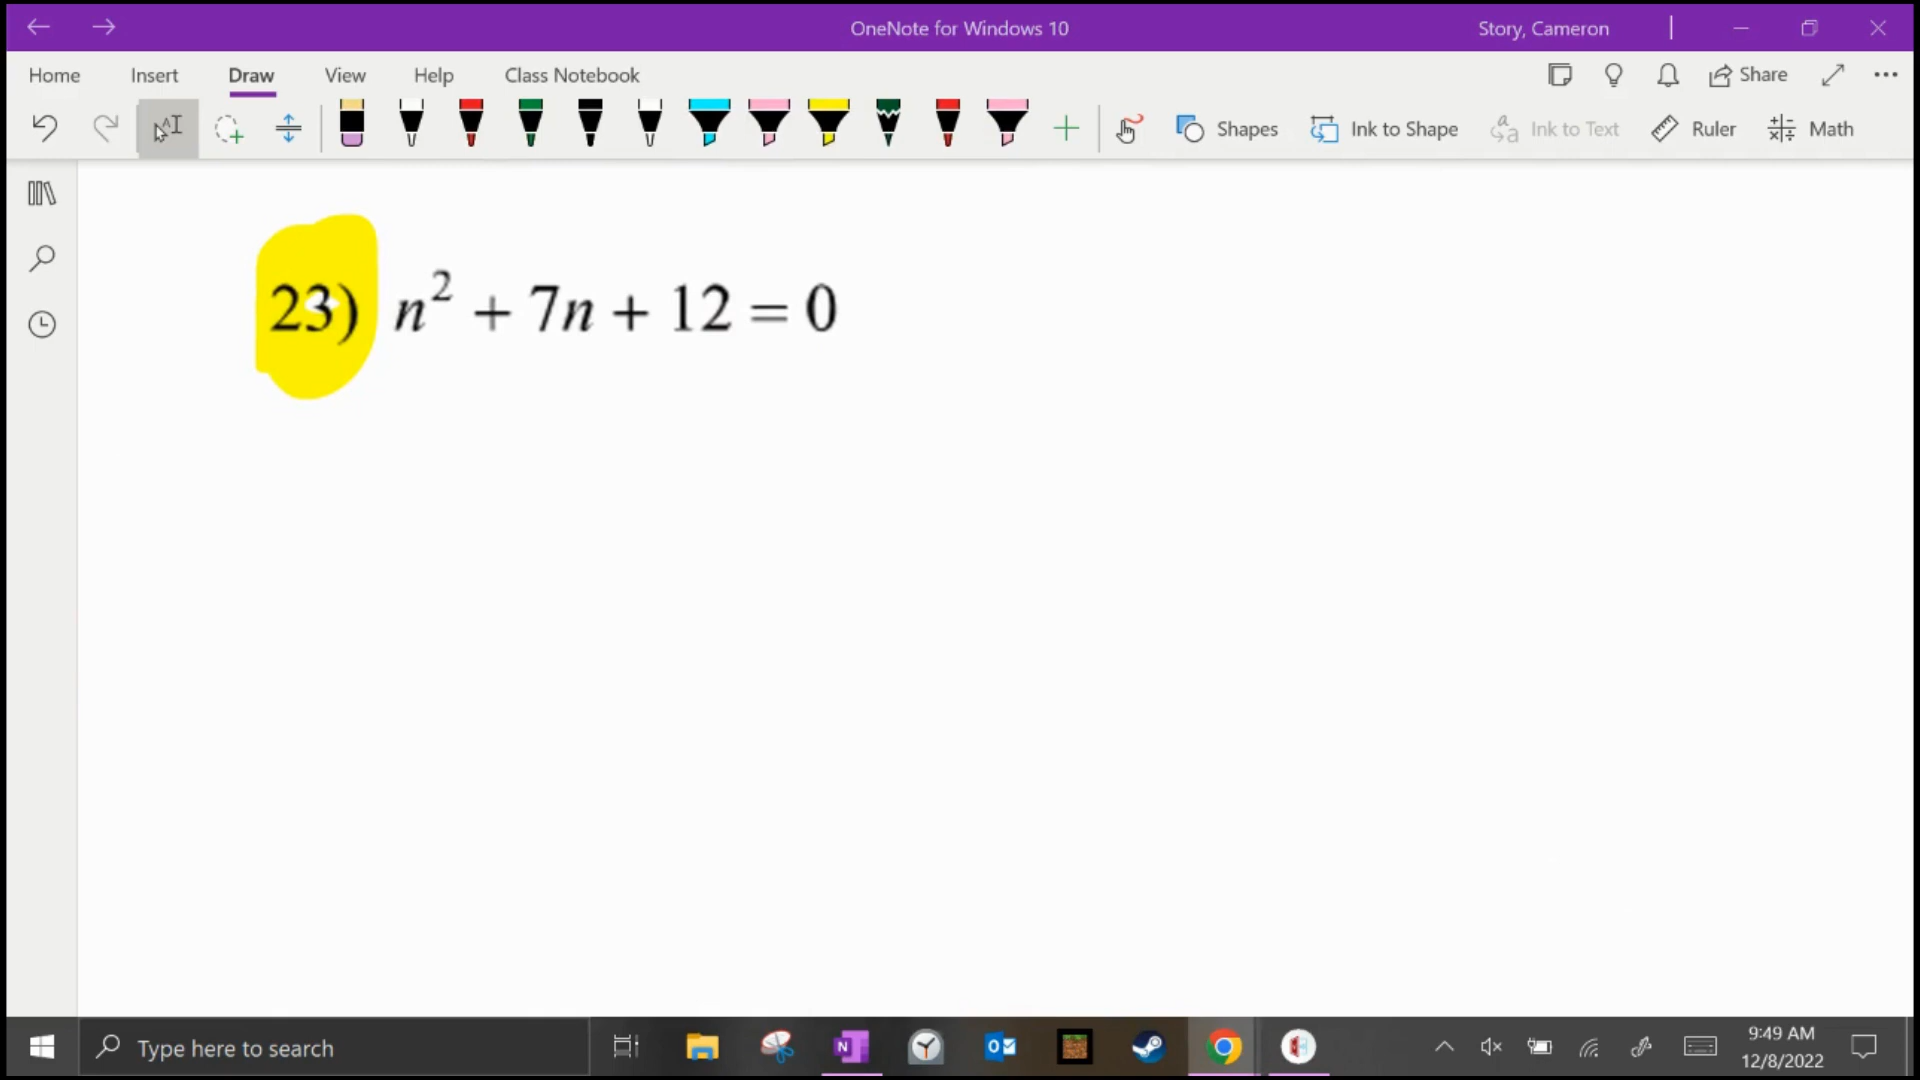 OneNote for Windows 10
Story, Cameron
Home Insert Draw View Help Class Notebook
Share
Shapes Ink to Shape Ink to Text Ruler Math
23) n² + 7n + 12 = 0
Type here to search
9:49 AM
12/8/2022